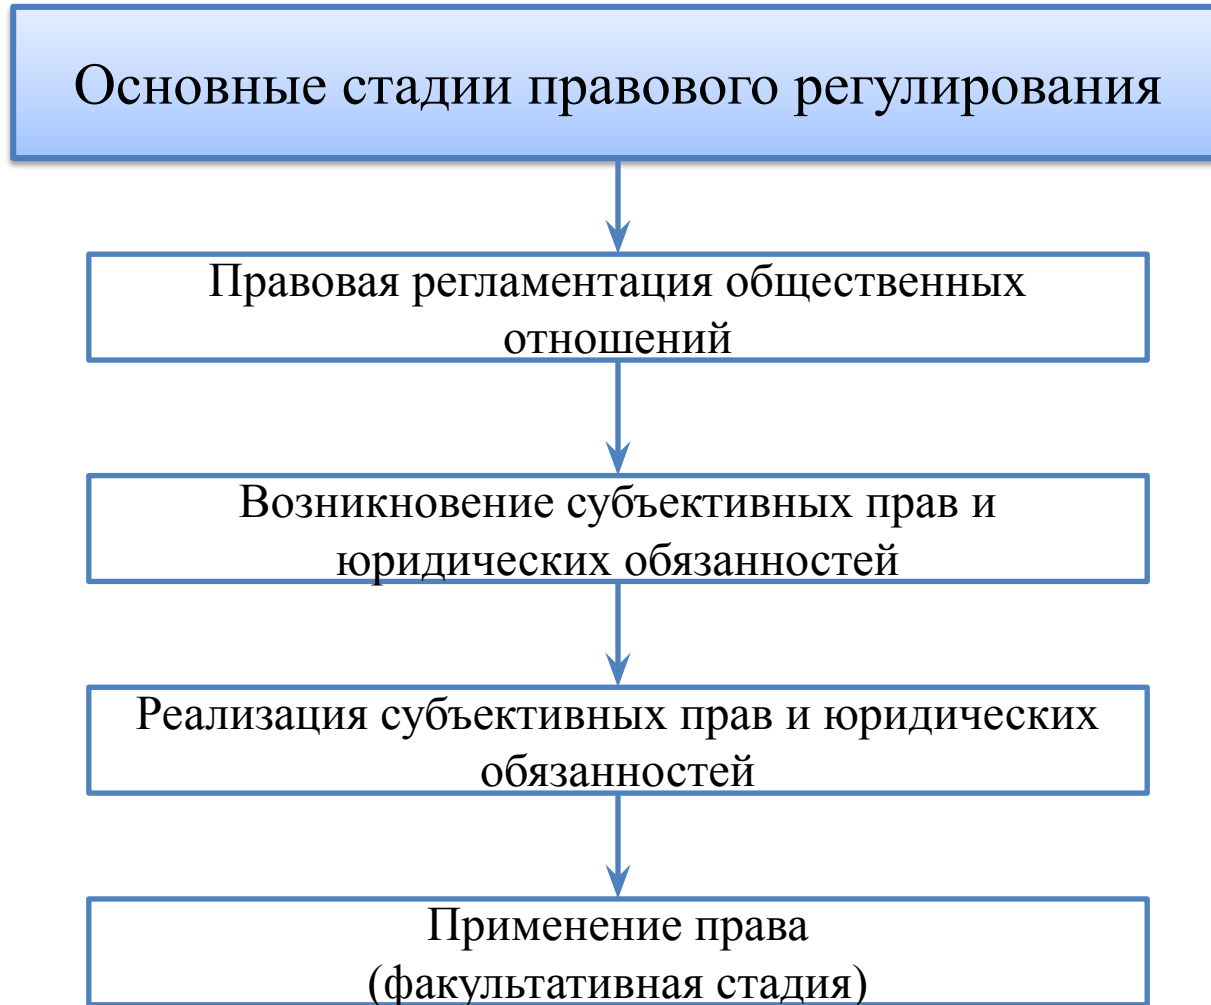 Основные стадии правового регулирования
Правовая регламентация общественных
отношений
Возникновение субъективных прав и
юридических обязанностей
Реализация субъективных прав и юридических
обязанностей
Применение права
(факультативная стадия)